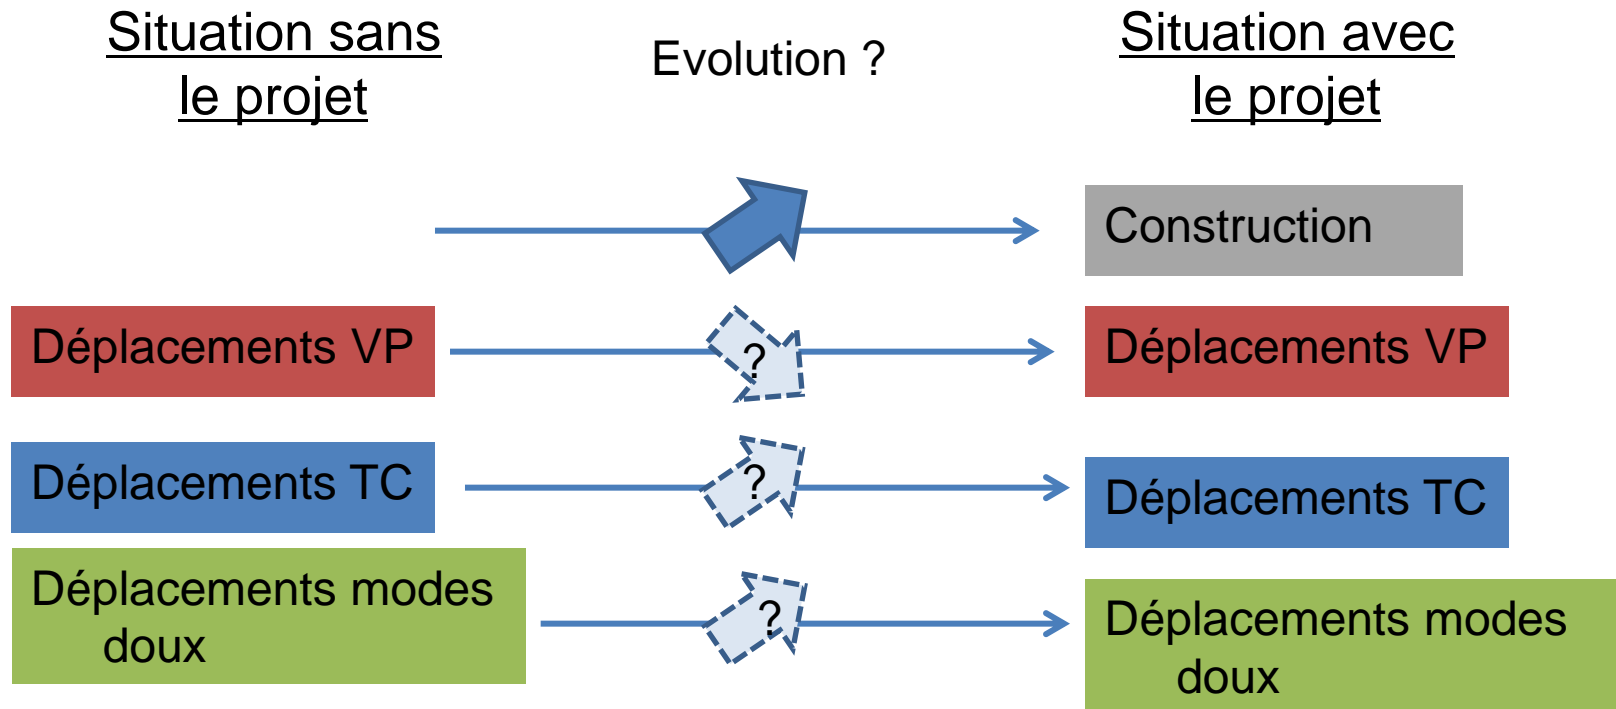 Situation sans
le projet
Evolution ?
Situation avec
le projet
Construction
Déplacements VP
?
Déplacements VP
Déplacements TC
?
Déplacements TC
Déplacements modes
doux
?
Déplacements modes
doux